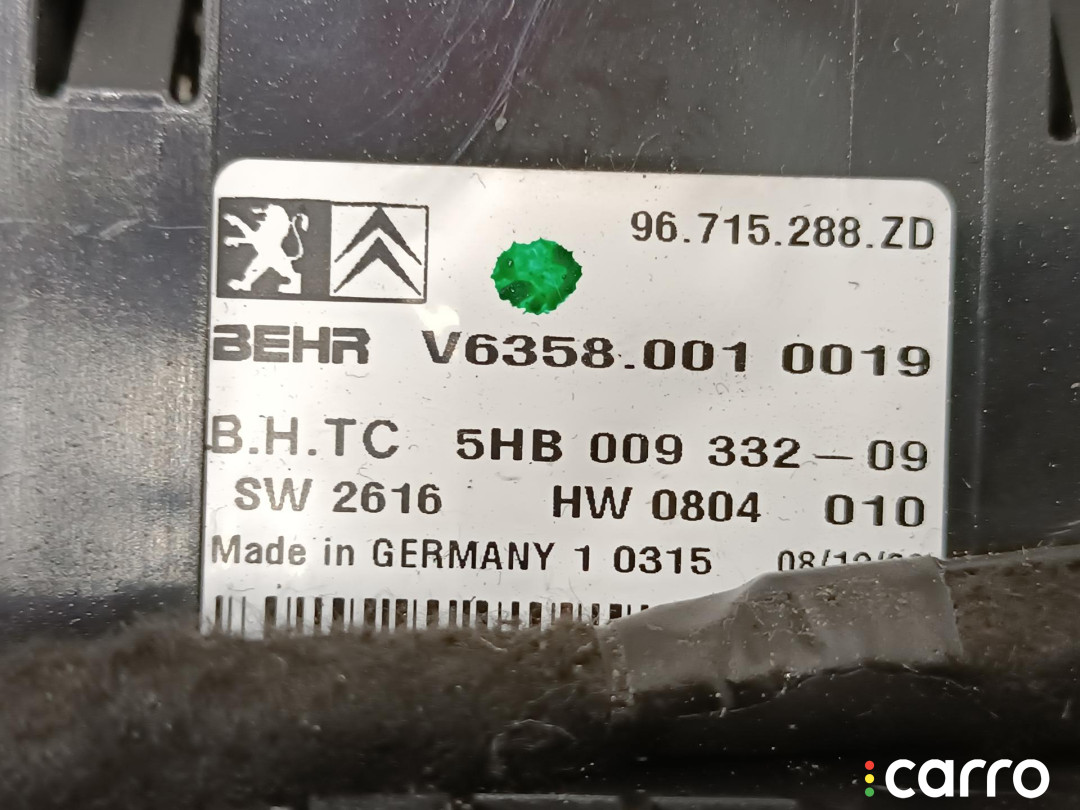 96.715.288.ZD
BEHR V6358.001 0019
B.H.TC 5HB 009 332-09
SW 2616 HW 0804 010
Made in GERMANY 1 0315
carro